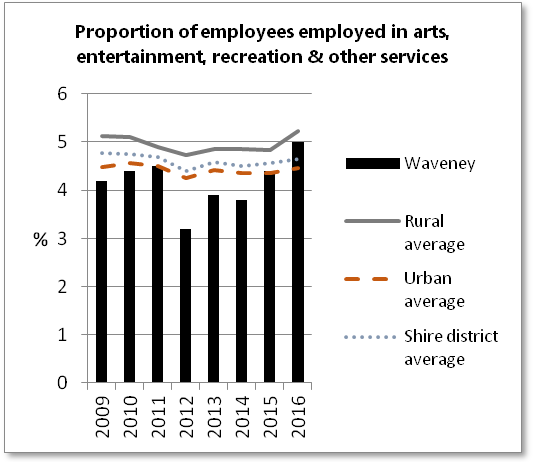 Proportion of employees employed in arts,
entertainment, recreation & other services
6
5
4
3
2
1
0
%
2009
2010
2011
2012
2013
2014
2015
2016
Waveney
Rural
average
Urban
average
Shire district
average